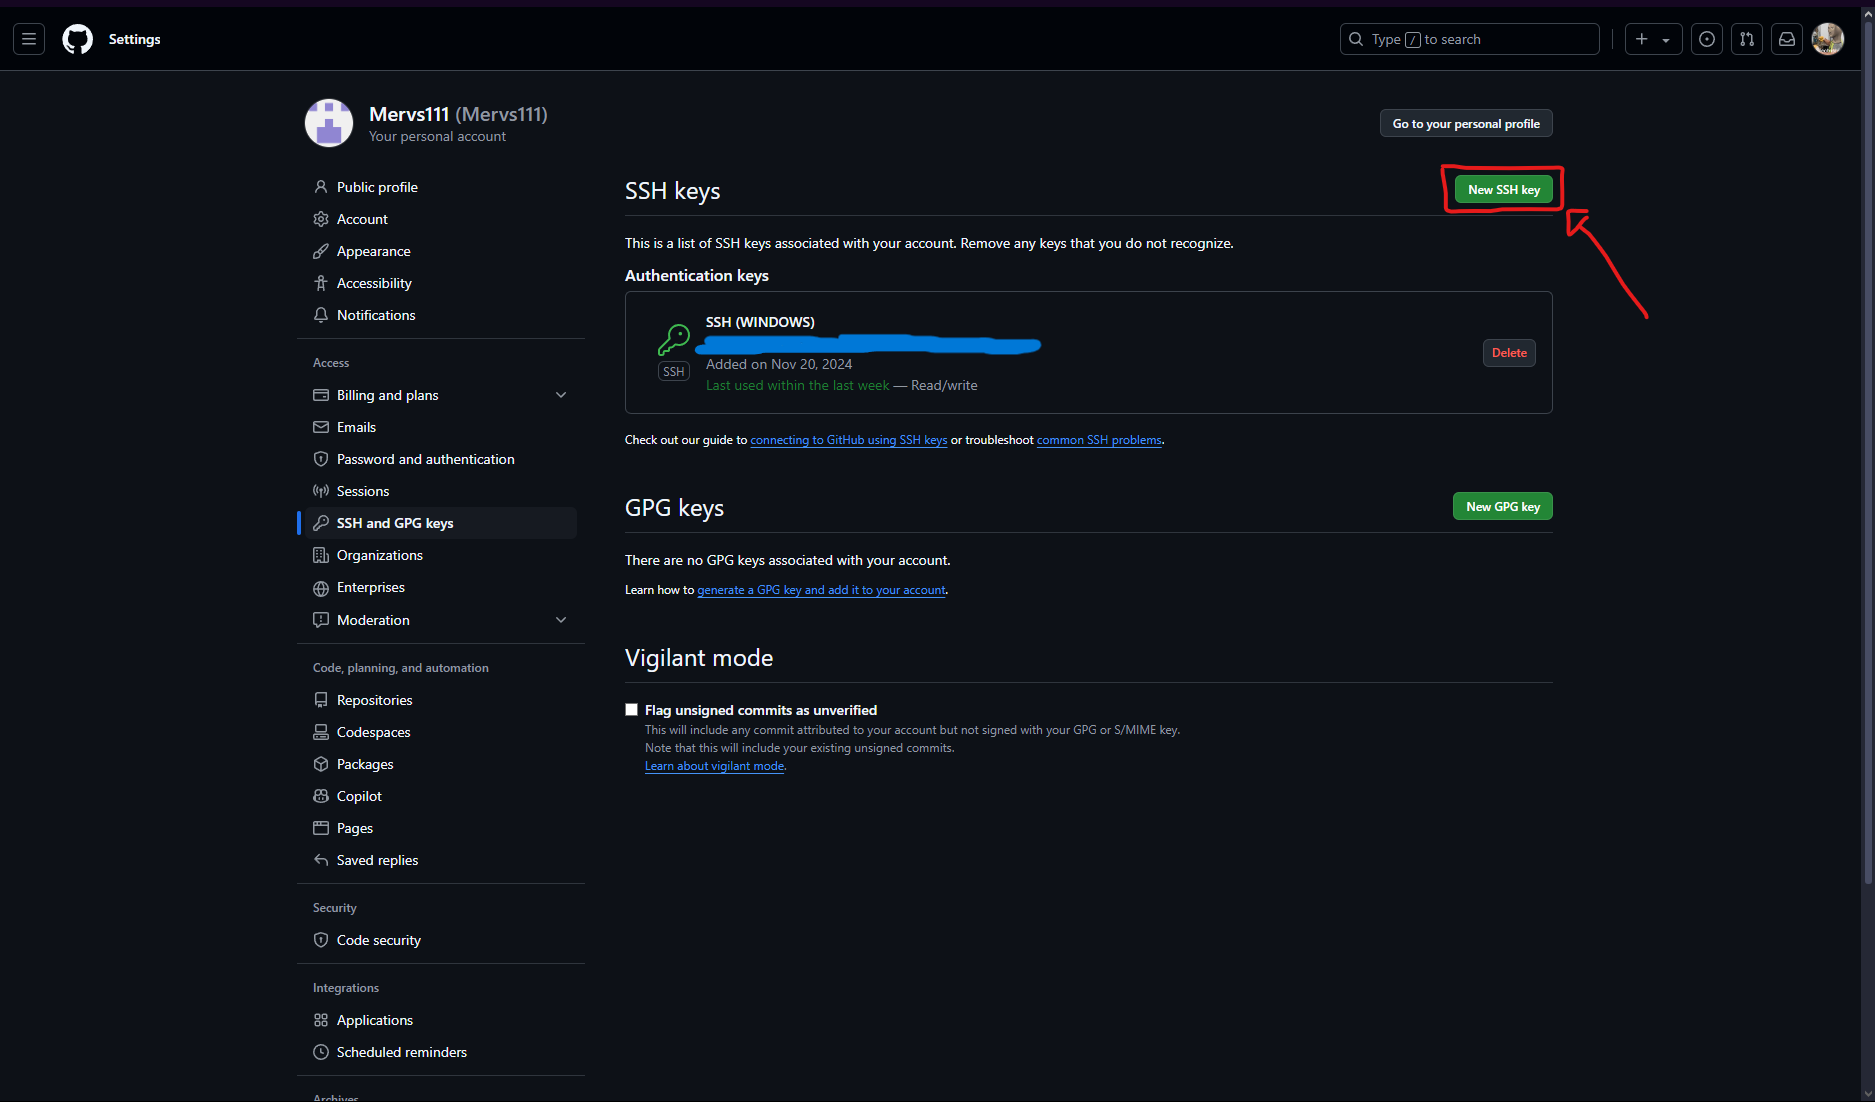 Settings
Type / to search
Mervs111 (Mervs111)
Your personal account
Go to your personal profile
Public profile
Account
Appearance
Accessibility
Notifications
Access
Billing and plans
Emails
Password and authentication
Sessions
SSH and GPG keys
Organizations
Enterprises
Moderation
Code, planning, and automation
Repositories
Codespaces
Packages
Copilot
Pages
Saved replies
Security
Code security
Integrations
Applications
Scheduled reminders
Archives
SSH keys
New SSH key
This is a list of SSH keys associated with your account. Remove any keys that you do not recognize.
Authentication keys
SSH (WINDOWS)
SSH
Added on Nov 20, 2024
Last used within the last week — Read/write
Delete
Check out our guide to connecting to GitHub using SSH keys or troubleshoot common SSH problems.
GPG keys
New GPG key
There are no GPG keys associated with your account.
Learn how to generate a GPG key and add it to your account.
Vigilant mode
Flag unsigned commits as unverified
This will include any commit attributed to your account but not signed with your GPG or S/MIME key.
Note that this will include your existing unsigned commits.
Learn about vigilant mode.